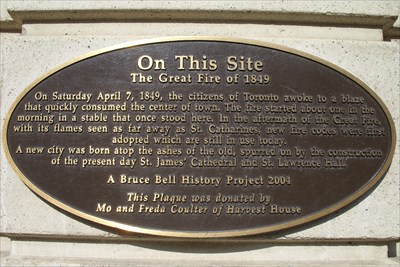 On This Site
The Great Fire of 1849
On Saturday April 7, 1849, the citizens of Toronto awoke to a blaze
that quickly consumed the center of town. The fire started about one in the
morning in a stable that once stood here. In the aftermath of the Great Fire,
with its flames seen as far away as St. Catharines, new fire codes were first
adopted which are still in use today.
A new city was born atop the ashes of the old, spurred on by the construction
of the present day St. James' Cathedral and St. Lawrence Hall.
A Bruce Bell History Project 2004
This Plaque was donated by
Mo and Freda Coulter of Harvest House